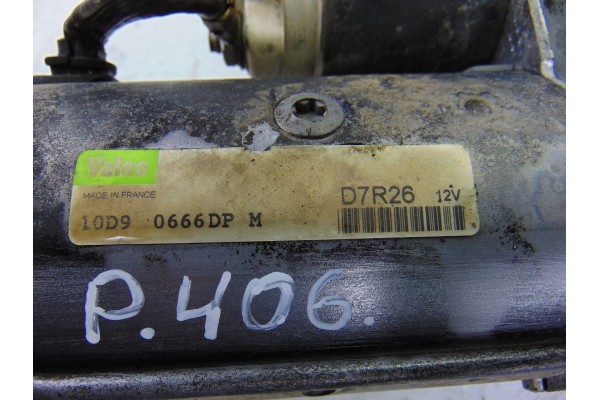 Valeo
MADE IN FRANCE
D7R26 12V
10D9 0666DP M
P.406.